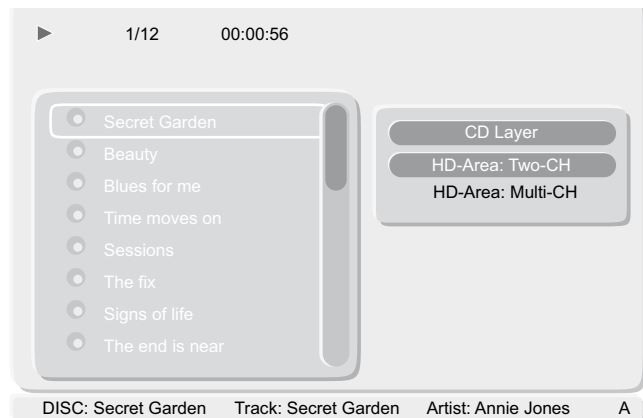 1/12 00:00:56
Secret Garden
Beauty
Blues for me
Time moves on
Sessions
The fix
Signs of life
The end is near
CD Layer
HD-Area: Two-CH
HD-Area: Multi-CH
DISC: Secret Garden Track: Secret Garden Artist: Annie Jones A